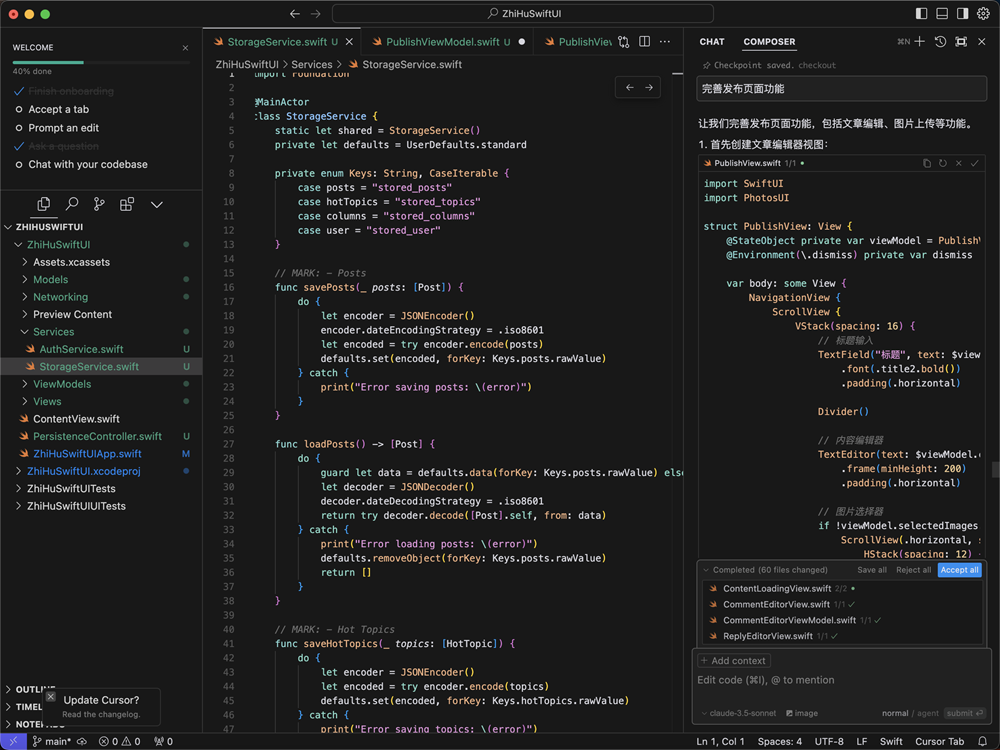 ZhiHuSwiftUI
WELCOME
40% done
Finish onboarding
Accept a tab
Prompt an edit
Ask a question
Chat with your codebase
ZHIHUSWIFTUI
ZhiHuSwiftUI
Assets.xcassets
Models
Networking
Preview Content
Services
AuthService.swift U
StorageService.swift U
ViewModels
Views
ContentView.swift
PersistenceController.swift U
ZhiHuSwiftUIApp.swift M
ZhiHuSwiftUI.xcodeproj
ZhiHuSwiftUITests
ZhiHuSwiftUIUITests
OUTLINE
TIMEL
NOTEPA
Update Cursor?
Read the changelog.
StorageService.swift U
PublishViewModel.swift U
PublishVie
ZhiHuSwiftUI > Services > StorageService.swift
1 import Foundation
2
3 MainActor
4 class StorageService {
5 static let shared = StorageService()
6 private let defaults = UserDefaults.standard
7
8 private enum Keys: String, CaseIterable {
9 case posts = "stored_posts"
10 case hotTopics = "stored_topics"
11 case columns = "stored_columns"
12 case user = "stored_user"
13 }
14
15 // MARK: - Posts
16 func savePosts(_ posts: [Post]) {
17 do {
18 let encoder = JSONEncoder()
19 encoder.dateEncodingStrategy = .iso8601
20 let encoded = try encoder.encode(posts)
21 defaults.set(encoded, forKey: Keys.posts.rawValue)
22 } catch {
23 print("Error saving posts: \(error)")
24 }
25 }
26
27 func loadPosts() -> [Post] {
28 do {
29 guard let data = defaults.data(forKey: Keys.posts.rawValue) else
30 let decoder = JSONDecoder()
31 decoder.dateDecodingStrategy = .iso8601
32 return try decoder.decode([Post].self, from: data)
33 } catch {
34 print("Error loading posts: \(error)")
35 defaults.removeObject(forKey: Keys.posts.rawValue)
36 return []
37 }
38 }
39
40 // MARK: - Hot Topics
41 func saveHotTopics(_ topics: [HotTopic]) {
42 do {
43 let encoder = JSONEncoder()
44 let encoded = try encoder.encode(topics)
45 defaults.set(encoded, forKey: Keys.hotTopics.rawValue)
46 } catch {
47 print("Error saving topics: \(error)")
CHAT COMPOSER ⌘N
Checkpoint saved. checkout
完善发布页面功能
让我们完善发布页面功能，包括文章编辑、图片上传等功能。
1. 首先创建文章编辑器视图：
PublishView.swift 1/1
import SwiftUI
import PhotosUI
struct PublishView: View {
@StateObject private var viewModel = Publish
@Environment(\.dismiss) private var dismiss
var body: some View {
NavigationView {
ScrollView {
VStack(spacing: 16) {
// 标题输入
TextField("标题", text: $view
.font(.title2.bold())
.padding(.horizontal)
Divider()
// 内容编辑器
TextEditor(text: $viewModel.
.frame(minHeight: 200)
.padding(.horizontal)
// 图片选择器
if !viewModel.selectedImages
ScrollView(.horizontal, s
HStack(spacing: 12)
Completed (60 files changed) Save all Reject all Accept all
ContentLoadingView.swift 2/2
CommentEditorView.swift 1/1
CommentEditorViewModel.swift 1/1
ReplyEditorView.swift 1/1
+ Add context
Edit code (⌘I), @ to mention
claude-3.5-sonnet image normal / agent submit
main* 0 0 0
Ln 1, Col 1 Spaces: 4 UTF-8 LF Swift Cursor Tab